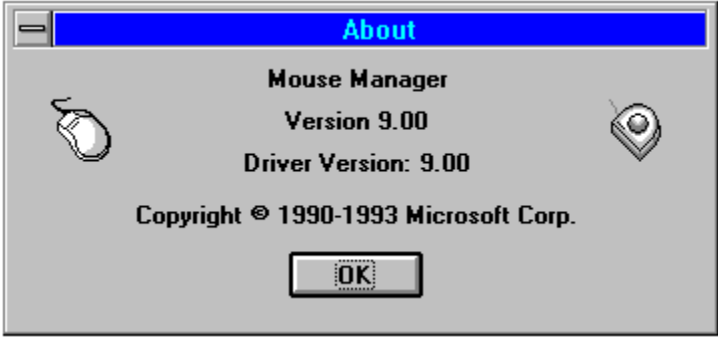 About
Mouse Manager
Version 9.00
Driver Version: 9.00
Copyright © 1990-1993 Microsoft Corp.
OK